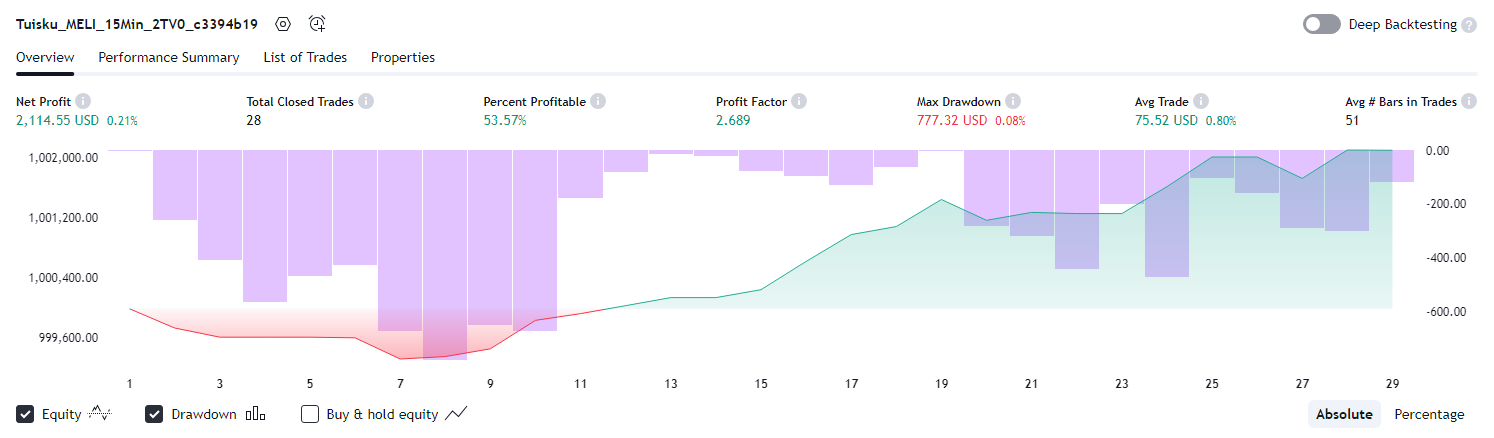 Tuisku_MELI_15Min_2TV0_c3394b19
Deep Backtesting ?
Overview Performance Summary List of Trades Properties
Net Profit i Total Closed Trades i Percent Profitable i Profit Factor i Max Drawdown i Avg Trade i Avg # Bars in Trades i
2,114.55 USD 0.21% 28 53.57% 2.689 777.32 USD 0.08% 75.52 USD 0.80% 51
1,002,000.00 0.00
1,001,200.00 -200.00
1,000,400.00 -400.00
999,600.00 -600.00
1 3 5 7 9 11 13 15 17 19 21 23 25 27 29
Equity Drawdown Buy & hold equity Absolute Percentage